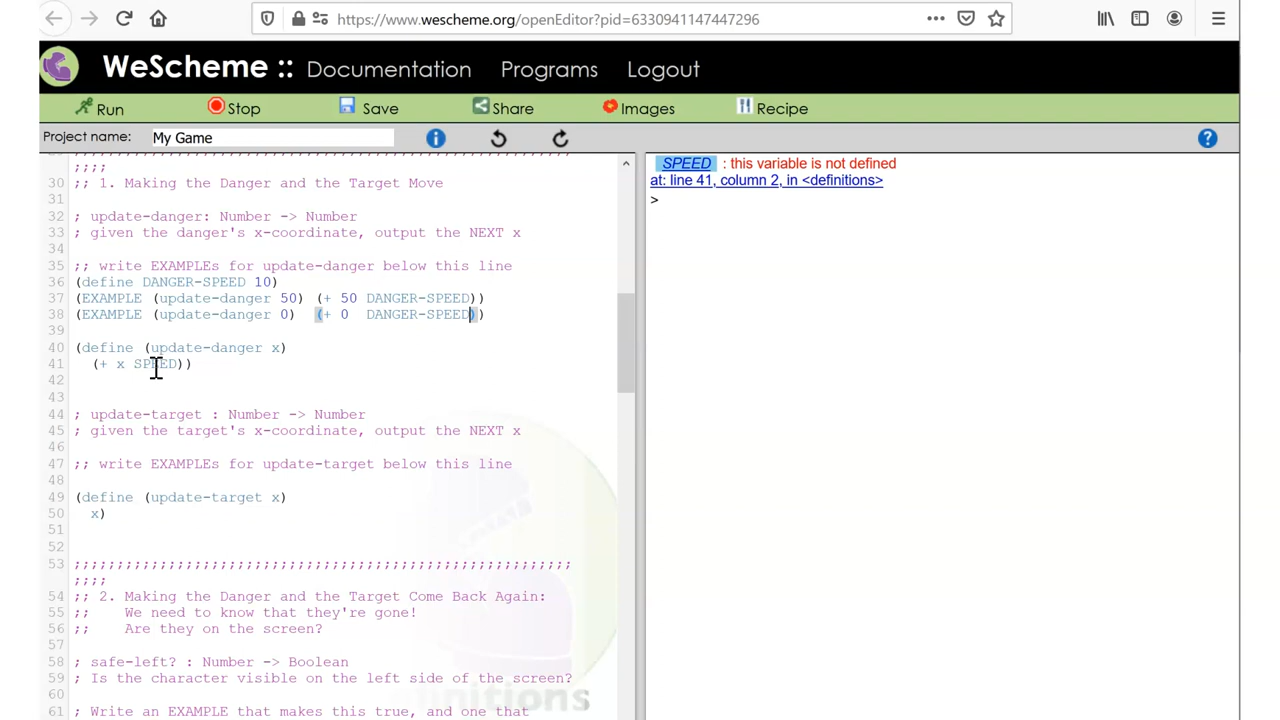 https://www.wescheme.org/openEditor?pid=6330941147447296
WeScheme :: Documentation Programs Logout
Run Stop Save Share Images Recipe
Project name: My Game
;;;;;;;;;;;;;;;;;;;;;;;;;;;;;;;;;;;;;;;;;;;;;;;;;;;;;;;;;;
;;;;
30 ;; 1. Making the Danger and the Target Move
31
32 ; update-danger: Number -> Number
33 ; given the danger's x-coordinate, output the NEXT x
34
35 ;; write EXAMPLEs for update-danger below this line
36 (define DANGER-SPEED 10)
37 (EXAMPLE (update-danger 50) (+ 50 DANGER-SPEED))
38 (EXAMPLE (update-danger 0) (+ 0 DANGER-SPEED))
39
40 (define (update-danger x)
41 (+ x SPEED))
42
43
44 ; update-target : Number -> Number
45 ; given the target's x-coordinate, output the NEXT x
46
47 ;; write EXAMPLEs for update-target below this line
48
49 (define (update-target x)
50 x)
51
52
53 ;;;;;;;;;;;;;;;;;;;;;;;;;;;;;;;;;;;;;;;;;;;;;;;;;;;;;;;;;;
;;;;
54 ;; 2. Making the Danger and the Target Come Back Again:
55 ;; We need to know that they're gone!
56 ;; Are they on the screen?
57
58 ; safe-left? : Number -> Boolean
59 ; Is the character visible on the left side of the screen?
60
61 ; Write an EXAMPLE that makes this true, and one that
SPEED : this variable is not defined
at: line 41, column 2, in <definitions>
>